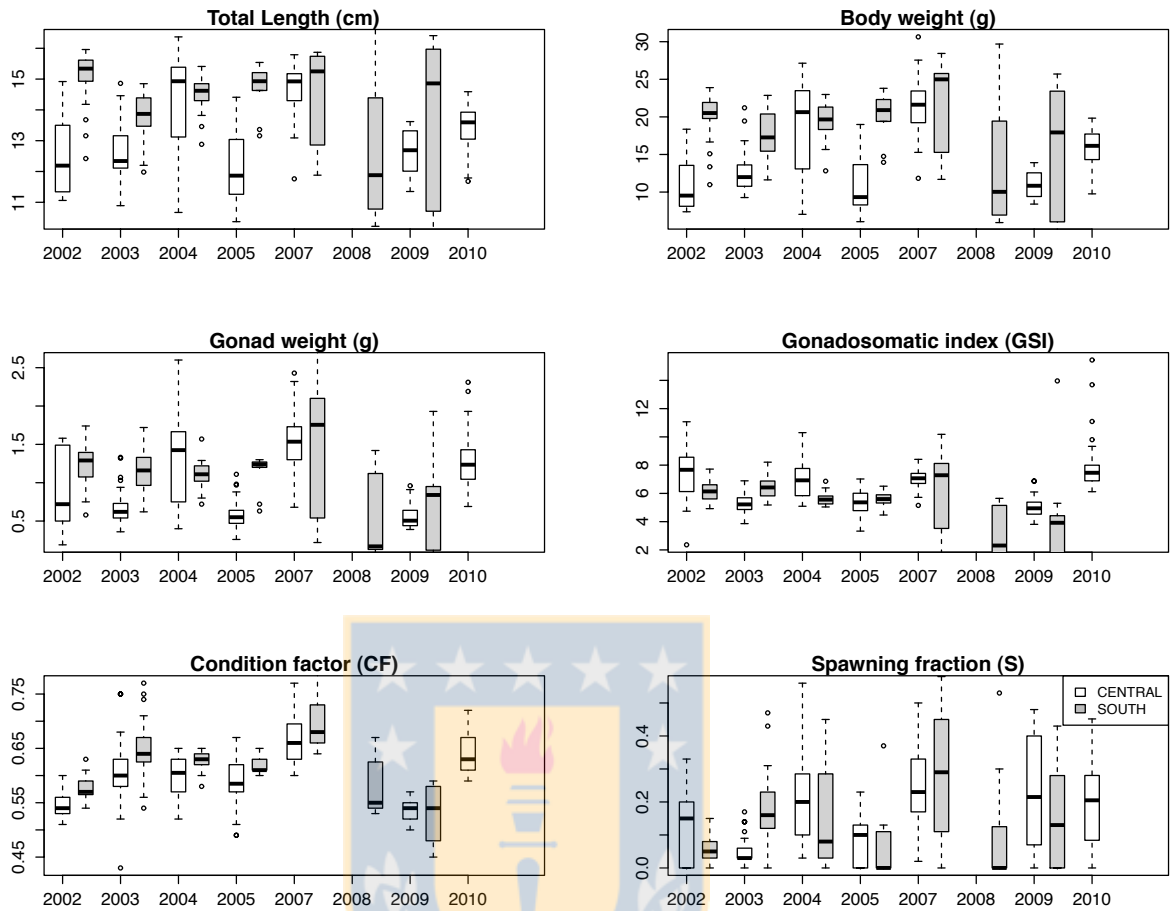 Total Length (cm)
15
13
11
2002 2003 2004 2005 2007 2008 2009 2010
Body weight (g)
30
25
20
15
10
2002 2003 2004 2005 2007 2008 2009 2010
Gonad weight (g)
2.5
1.5
0.5
2002 2003 2004 2005 2007 2008 2009 2010
Gonadosomatic index (GSI)
12
8
6
4
2
2002 2003 2004 2005 2007 2008 2009 2010
Condition factor (CF)
0.75
0.65
0.55
0.45
2002 2003 2004 2005 2007 2008 2009 2010
Spawning fraction (S)
CENTRAL
SOUTH
0.4
0.2
0.0
2002 2003 2004 2005 2007 2008 2009 2010